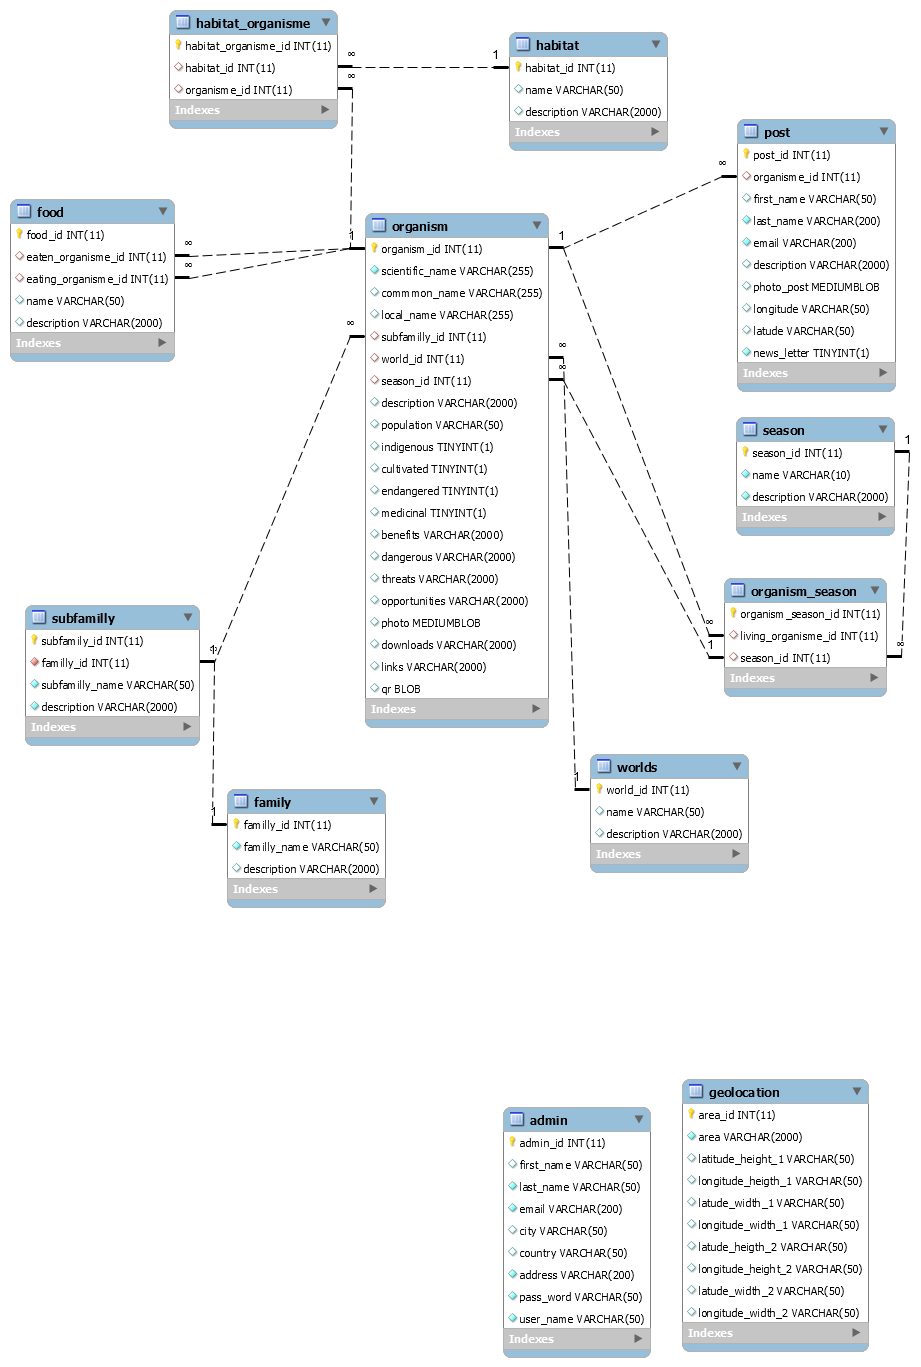 habitat_organisme
habitat_organisme_id INT(11)
habitat_id INT(11)
organisme_id INT(11)
Indexes
∞
∞
1
habitat
habitat_id INT(11)
name VARCHAR(50)
description VARCHAR(2000)
Indexes
post
post_id INT(11)
organisme_id INT(11)
first_name VARCHAR(50)
last_name VARCHAR(200)
email VARCHAR(200)
description VARCHAR(2000)
photo_post MEDIUMBLOB
longitude VARCHAR(50)
latude VARCHAR(50)
news_letter TINYINT(1)
Indexes
∞
food
food_id INT(11)
eaten_organisme_id INT(11)
eating_organisme_id INT(11)
name VARCHAR(50)
description VARCHAR(2000)
Indexes
∞
∞
1
organism
organism_id INT(11)
scientific_name VARCHAR(255)
commmon_name VARCHAR(255)
local_name VARCHAR(255)
subfamilly_id INT(11)
world_id INT(11)
season_id INT(11)
description VARCHAR(2000)
population VARCHAR(50)
indigenous TINYINT(1)
cultivated TINYINT(1)
endangered TINYINT(1)
medicinal TINYINT(1)
benefits VARCHAR(2000)
dangerous VARCHAR(2000)
threats VARCHAR(2000)
opportunities VARCHAR(2000)
photo MEDIUMBLOB
downloads VARCHAR(2000)
links VARCHAR(2000)
qr BLOB
Indexes
1
∞
∞
∞
season
season_id INT(11)
name VARCHAR(10)
description VARCHAR(2000)
Indexes
1
organism_season
organism_season_id INT(11)
living_organisme_id INT(11)
season_id INT(11)
Indexes
∞
1
∞
subfamilly
subfamily_id INT(11)
familly_id INT(11)
subfamilly_name VARCHAR(50)
description VARCHAR(2000)
Indexes
1
family
familly_id INT(11)
familly_name VARCHAR(50)
description VARCHAR(2000)
Indexes
1
worlds
world_id INT(11)
name VARCHAR(50)
description VARCHAR(2000)
Indexes
1
admin
admin_id INT(11)
first_name VARCHAR(50)
last_name VARCHAR(50)
email VARCHAR(200)
city VARCHAR(50)
country VARCHAR(50)
address VARCHAR(200)
pass_word VARCHAR(50)
user_name VARCHAR(50)
Indexes
geolocation
area_id INT(11)
area VARCHAR(2000)
latitude_height_1 VARCHAR(50)
longitude_heigth_1 VARCHAR(50)
latude_width_1 VARCHAR(50)
longitude_width_1 VARCHAR(50)
latude_heigth_2 VARCHAR(50)
longitude_height_2 VARCHAR(50)
latude_width_2 VARCHAR(50)
longitude_width_2 VARCHAR(50)
Indexes